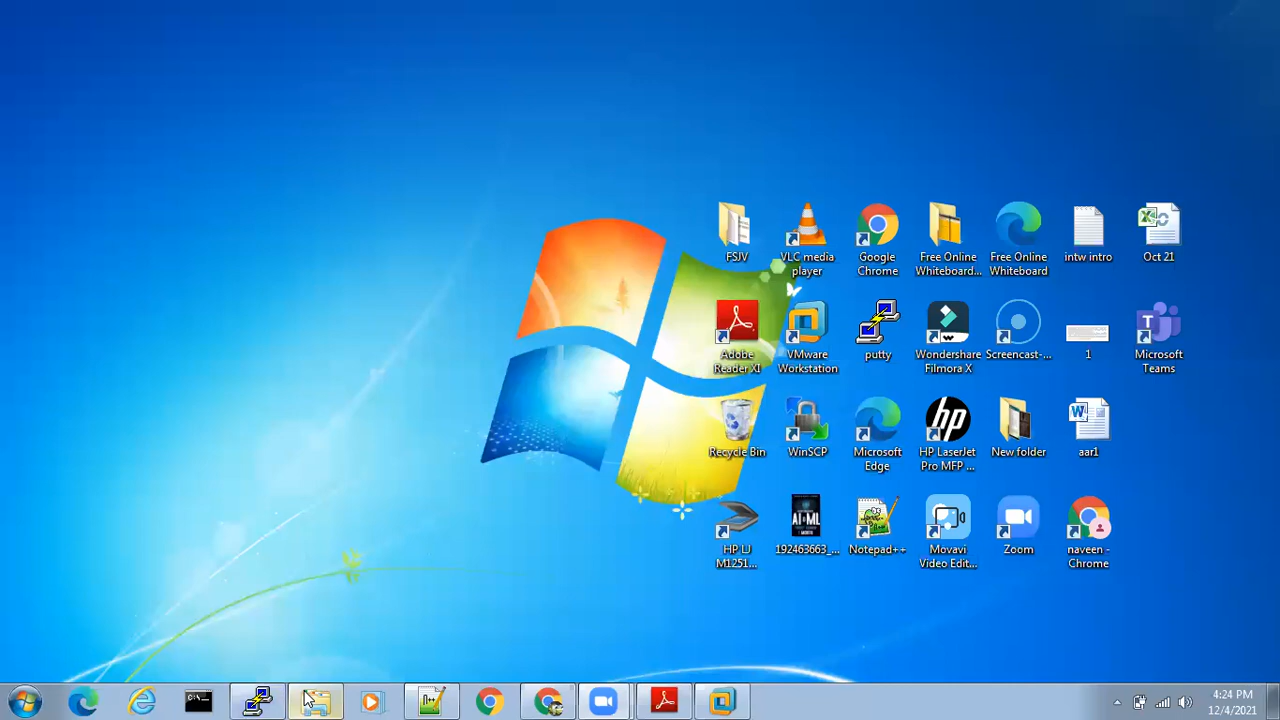 FSJV
VLC media
player
Google
Chrome
Free Online
Whiteboard...
Free Online
Whiteboard
intw intro
Oct 21
Adobe
Reader XI
VMware
Workstation
putty
Wondershare
Filmora X
Screencast-...
1
Microsoft
Teams
Recycle Bin
WinSCP
Microsoft
Edge
HP LaserJet
Pro MFP ...
New folder
aar1
AI&ML
HP LJ
M1251...
192463663_...
Notepad++
Movavi
Video Edit...
Zoom
naveen -
Chrome
C:\
4:24 PM
12/4/2021